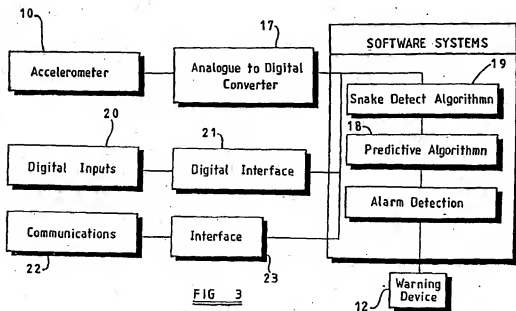 10
Accelerometer
17
Analogue to Digital
Converter
SOFTWARE SYSTEMS
19
Snake Detect Algorithmn
18
Predictive Algorithmn
Alarm Detection
20
Digital Inputs
21
Digital Interface
Communications
22
Interface
23
12
Warning
Device
FIG 3